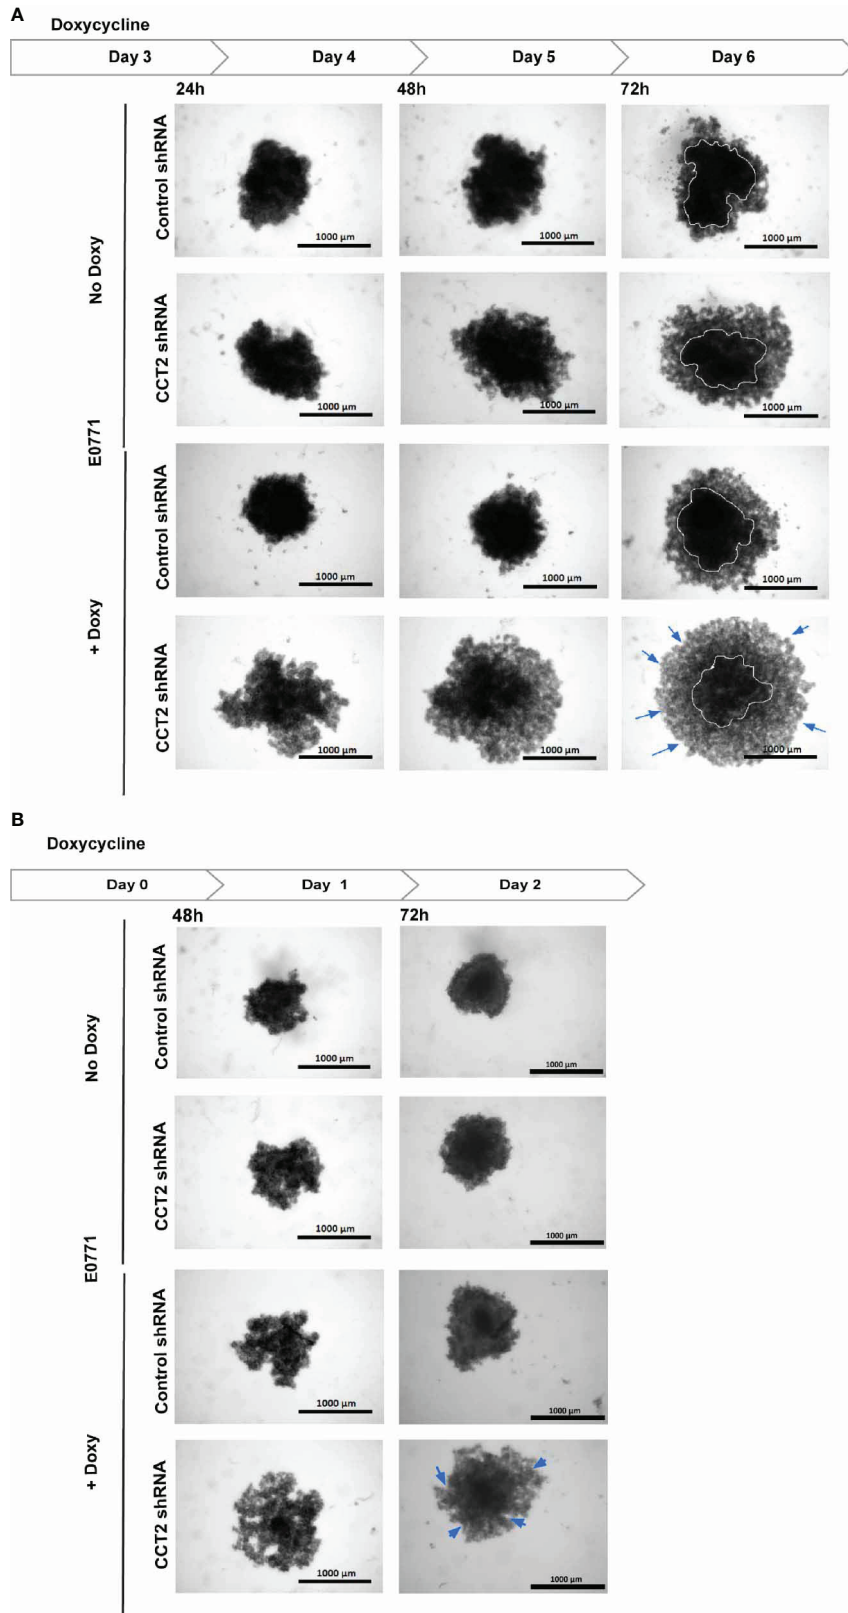 A
Doxycycline
Day 3 Day 4 Day 5 Day 6
24h 48h 72h
E0771
No Doxy
Control shRNA
1000 µm 1000 µm 1000 µm
CCT2 shRNA
1000 µm 1000 µm 1000 µm
+ Doxy
Control shRNA
1000 µm 1000 µm 1000 µm
CCT2 shRNA
1000 µm 1000 µm 1000 µm
B
Doxycycline
Day 0 Day 1 Day 2
48h 72h
E0771
No Doxy
Control shRNA
1000 µm 1000 µm
CCT2 shRNA
1000 µm 1000 µm
+ Doxy
Control shRNA
1000 µm 1000 µm
CCT2 shRNA
1000 µm 1000 µm